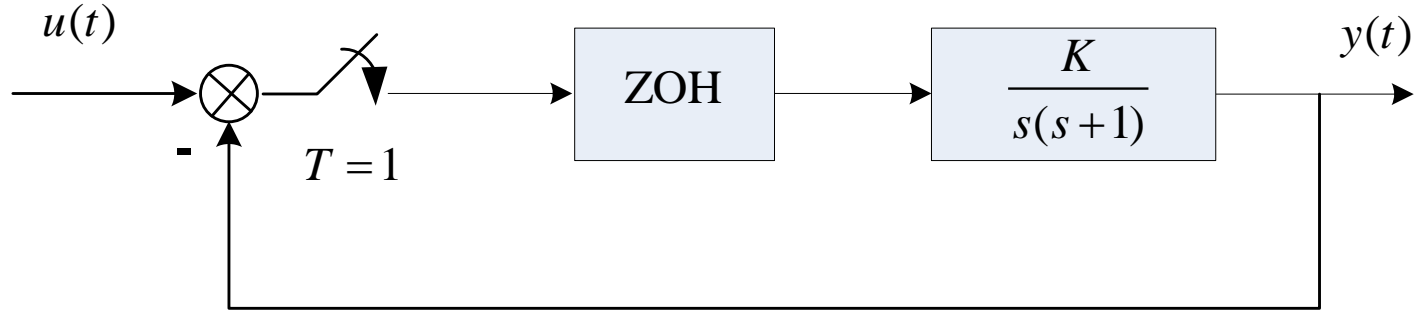 u(t)
y(t)
ZOH
K
s(s+1)
-
T = 1